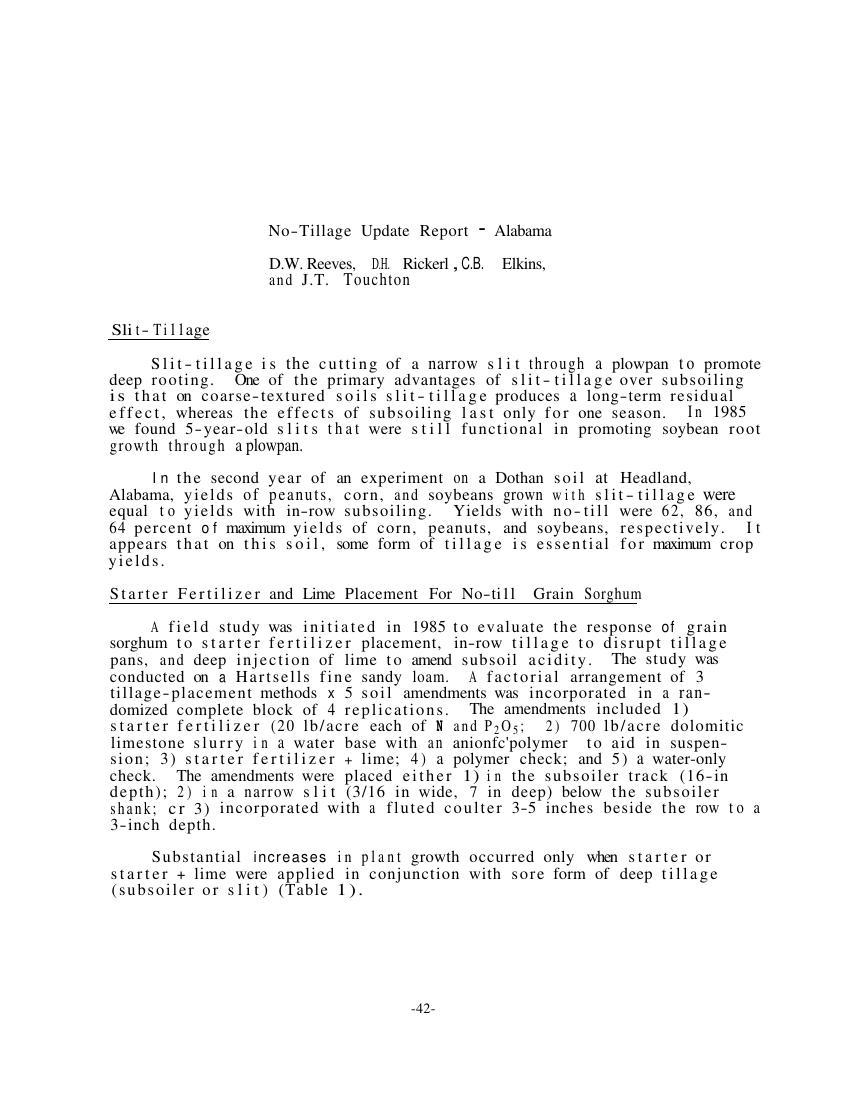 No-Tillage Update Report - Alabama
D.W. Reeves, D.H. Rickerl, C.B. Elkins,
and J.T. Touchton
Slit-Tillage
Slit-tillage is the cutting of a narrow slit through a plowpan to promote
deep rooting. One of the primary advantages of slit-tillage over subsoiling
is that on coarse-textured soils slit-tillage produces a long-term residual
effect, whereas the effects of subsoiling last only for one season. In 1985
we found 5-year-old slits that were still functional in promoting soybean root
growth through a plowpan.
In the second year of an experiment on a Dothan soil at Headland,
Alabama, yields of peanuts, corn, and soybeans grown with slit-tillage were
equal to yields with in-row subsoiling. Yields with no-till were 62, 86, and
64 percent of maximum yields of corn, peanuts, and soybeans, respectively. It
appears that on this soil, some form of tillage is essential for maximum crop
yields.
Starter Fertilizer and Lime Placement For No-till Grain Sorghum
A field study was initiated in 1985 to evaluate the response of grain
sorghum to starter fertilizer placement, in-row tillage to disrupt tillage
pans, and deep injection of lime to amend subsoil acidity. The study was
conducted on a Hartsells fine sandy loam. A factorial arrangement of 3
tillage-placement methods x 5 soil amendments was incorporated in a ran-
domized complete block of 4 replications. The amendments included 1)
starter fertilizer (20 lb/acre each of N and P2O5; 2) 700 lb/acre dolomitic
limestone slurry in a water base with an anionfc'polymer to aid in suspen-
sion; 3) starter fertilizer + lime; 4) a polymer check; and 5) a water-only
check. The amendments were placed either 1) in the subsoiler track (16-in
depth); 2) in a narrow slit (3/16 in wide, 7 in deep) below the subsoiler
shank; cr 3) incorporated with a fluted coulter 3-5 inches beside the row to a
3-inch depth.
Substantial increases in plant growth occurred only when starter or
starter + lime were applied in conjunction with sore form of deep tillage
(subsoiler or slit) (Table 1).
-42-